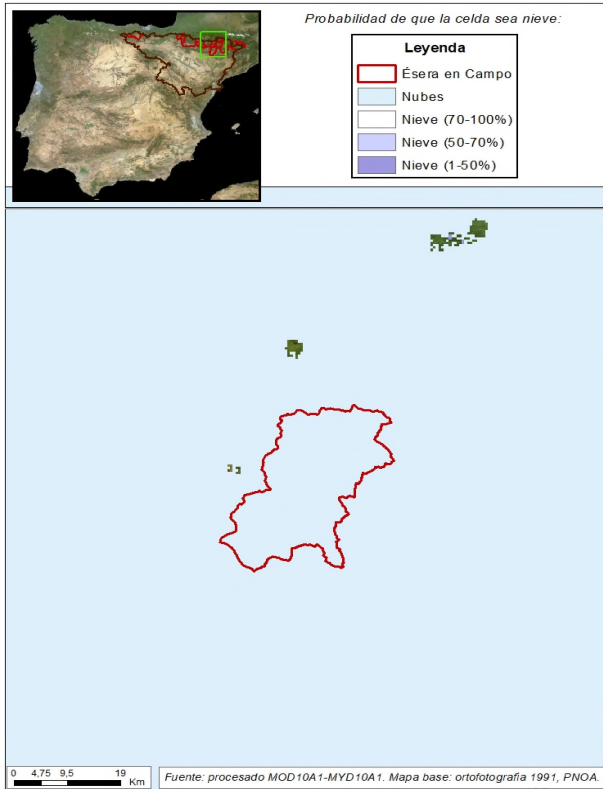 Probabilidad de que la celda sea nieve:
Leyenda
Ésera en Campo
Nubes
Nieve (70-100%)
Nieve (50-70%)
Nieve (1-50%)
0 4,75 9,5 19
Km
Fuente: procesado MOD10A1-MYD10A1. Mapa base: ortofotografia 1991, PNOA.